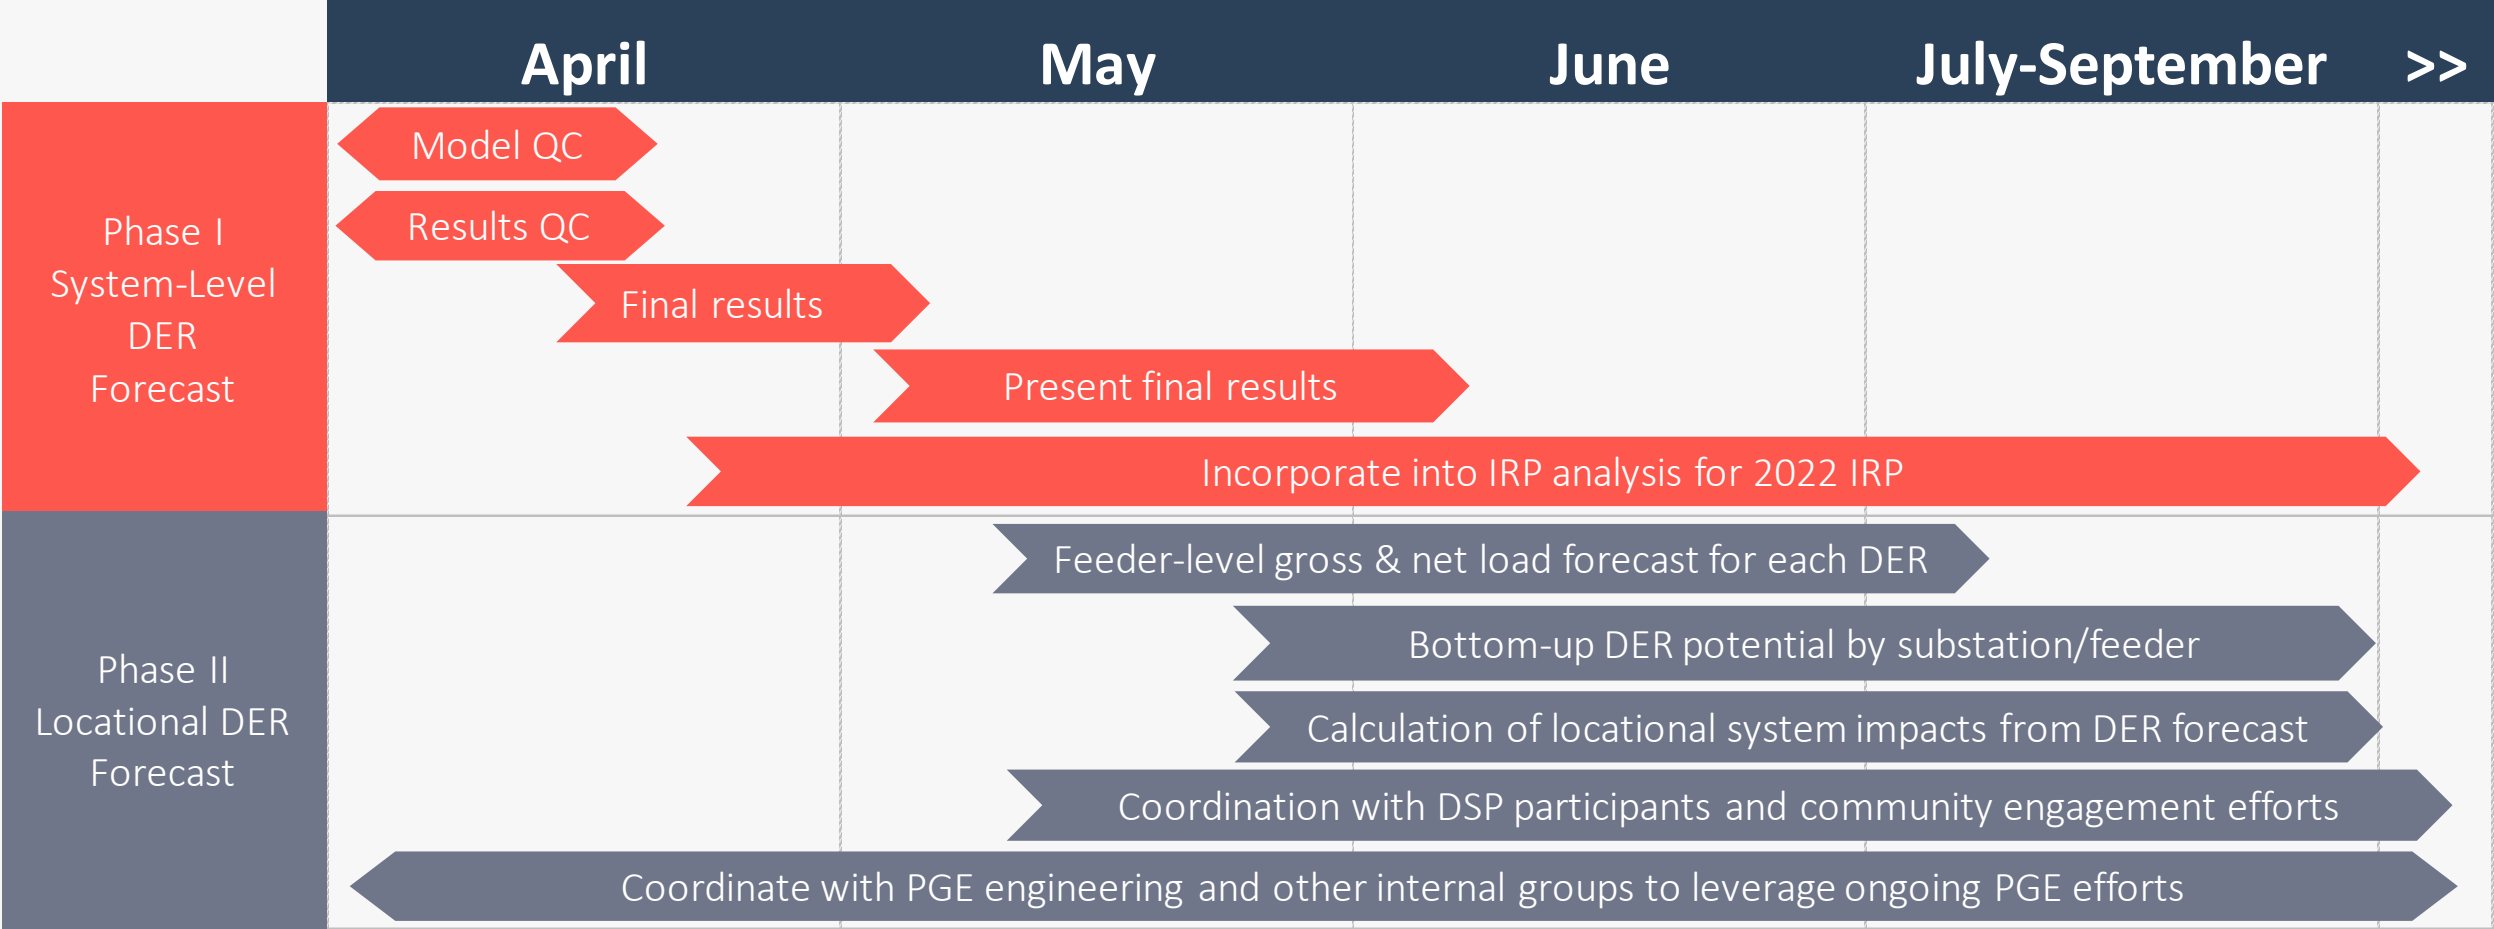 April May June July-September >>
Phase I
System-Level
DER
Forecast
Model QC
Results QC
Final results
Present final results
Incorporate into IRP analysis for 2022 IRP
Phase II
Locational DER
Forecast
Feeder-level gross & net load forecast for each DER
Bottom-up DER potential by substation/feeder
Calculation of locational system impacts from DER forecast
Coordination with DSP participants and community engagement efforts
Coordinate with PGE engineering and other internal groups to leverage ongoing PGE efforts